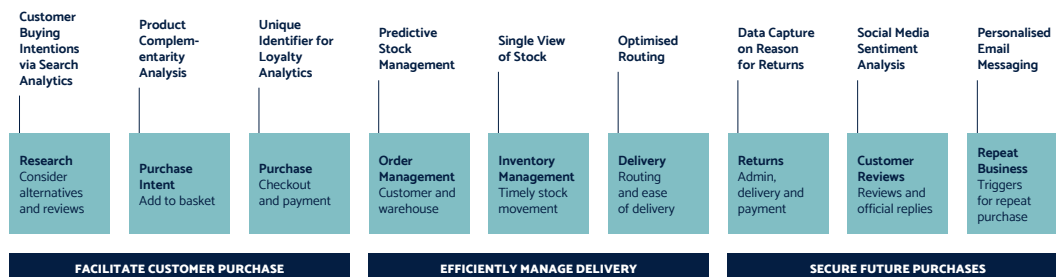 Customer
Buying
Intentions
via Search
Analytics
Product
Complem-
entarity
Analysis
Unique
Identifier for
Loyalty
Analytics
Predictive
Stock
Management
Single View
of Stock
Optimised
Routing
Data Capture
on Reason
for Returns
Social Media
Sentiment
Analysis
Personalised
Email
Messaging
Research
Consider
alternatives
and reviews
Purchase
Intent
Add to basket
Purchase
Checkout
and payment
Order
Management
Customer and
warehouse
Inventory
Management
Timely stock
movement
Delivery
Routing
and ease
of delivery
Returns
Admin,
delivery and
payment
Customer
Reviews
Reviews and
official replies
Repeat
Business
Triggers
for repeat
purchase
FACILITATE CUSTOMER PURCHASE
EFFICIENTLY MANAGE DELIVERY
SECURE FUTURE PURCHASES